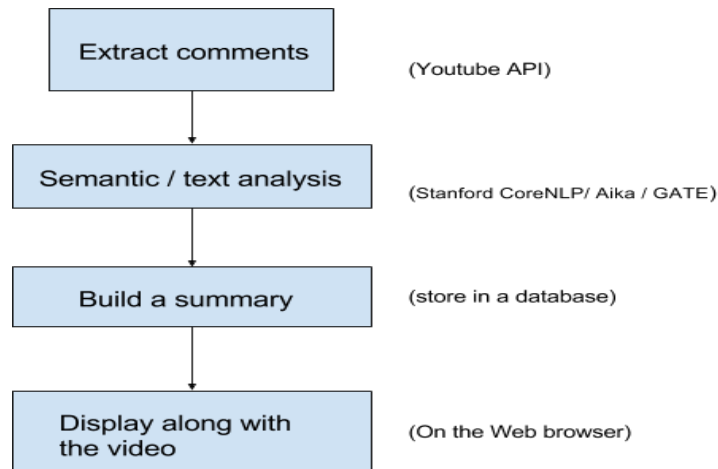 Extract comments
(Youtube API)
Semantic / text analysis
(Stanford CoreNLP/ Aika / GATE)
Build a summary
(store in a database)
Display along with
the video
(On the Web browser)